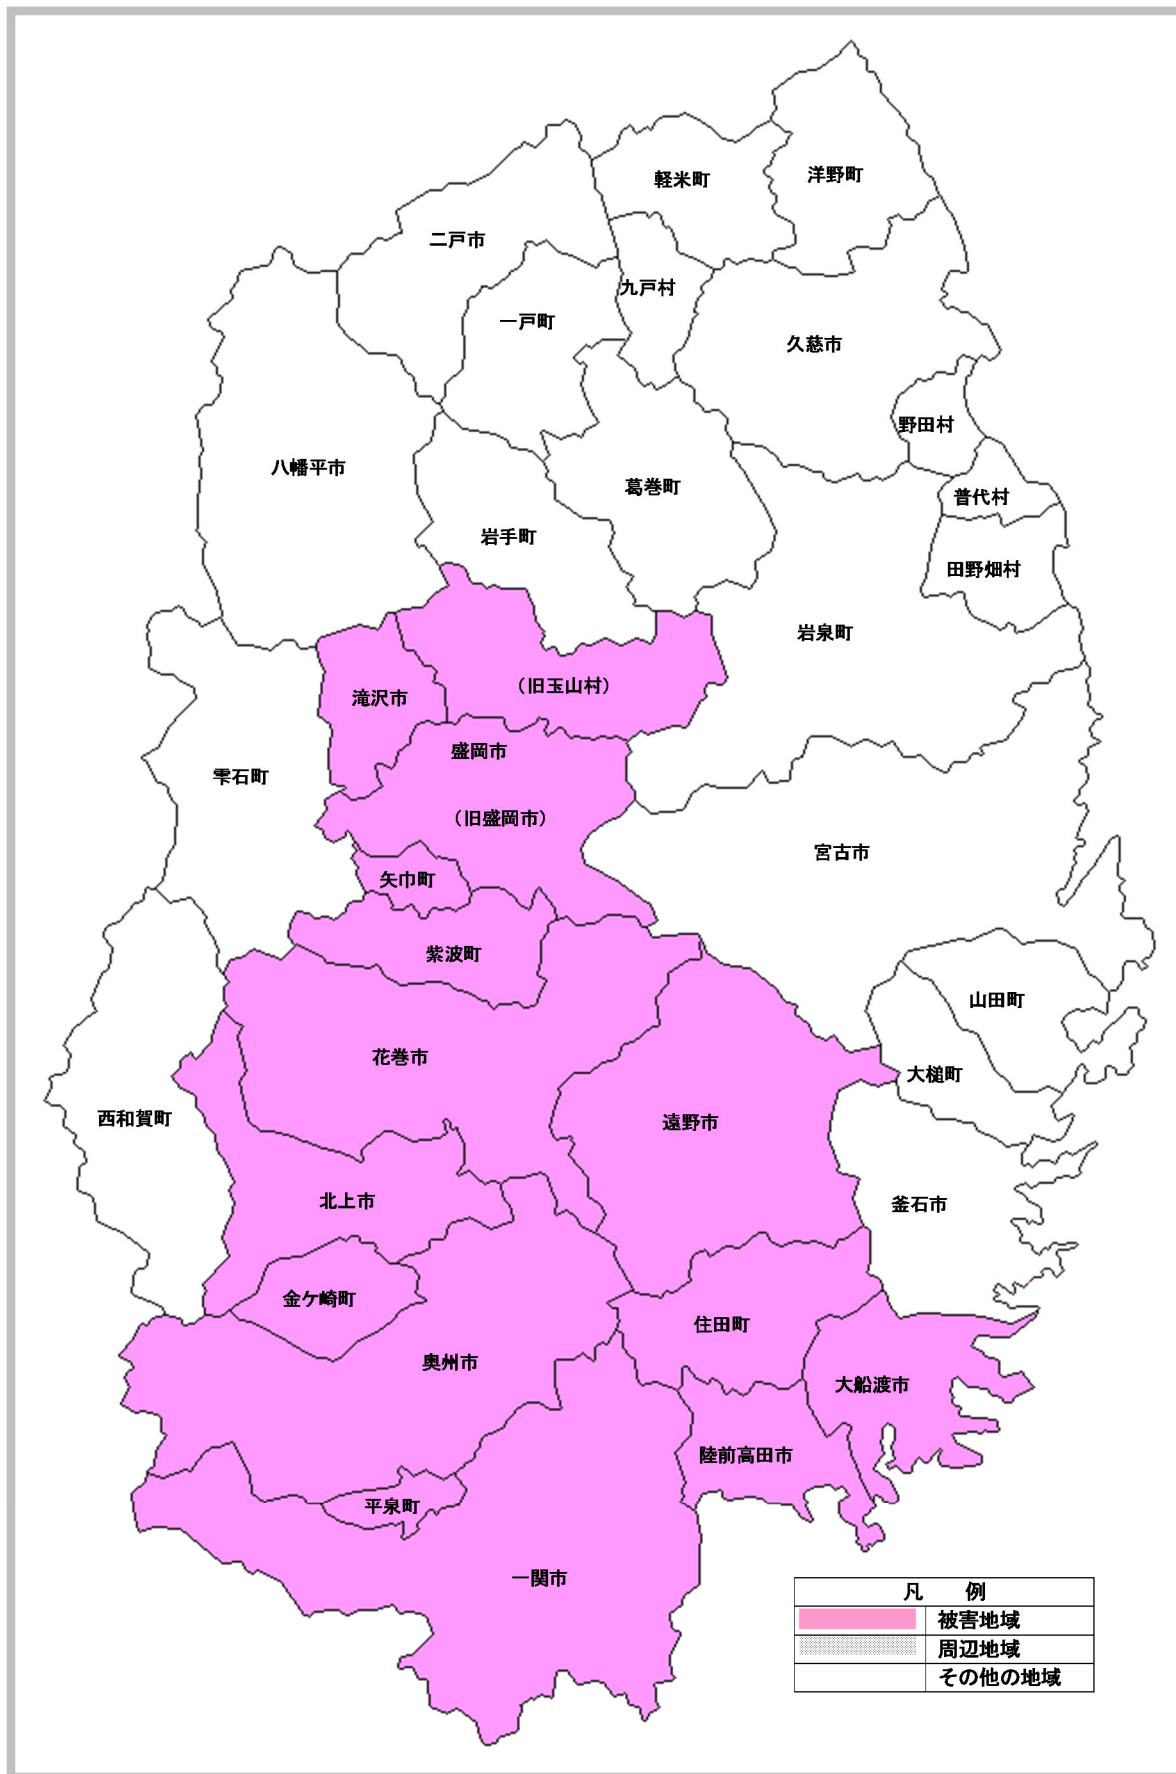 洋野町
軽米町
二戸市
九戸村
一戸町
久慈市
野田村
八幡平市
葛巻町
普代村
岩手町
田野畑村
岩泉町
（旧玉山村）
滝沢市
盛岡市
雫石町
（旧盛岡市）
宮古市
矢巾町
紫波町
山田町
花巻市
大槌町
西和賀町
遠野市
北上市
釜石市
金ケ崎町
住田町
奥州市
大船渡市
陸前高田市
平泉町
一関市
凡　例
被害地域
周辺地域
その他の地域